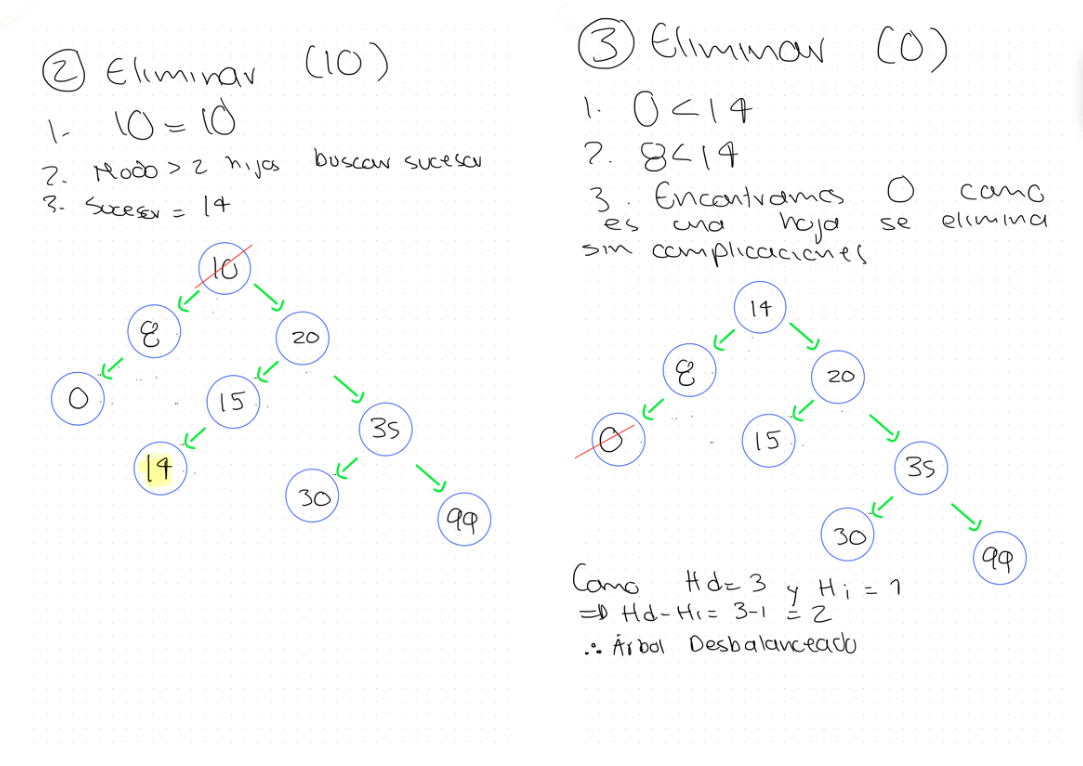 ② Eliminar (10)
1- 10 = 10
2. Nodo > 2 hijos buscar sucesor
3. Sucesor = 14
10
8
20
0
15
35
14
30
99
③ Eliminar (0)
1. 0 < 14
2. 8 < 14
3. Encontramos 0 como
es una hoja se elimina
sin complicaciones
14
8
20
0
15
35
30
99
Como Hd = 3 y Hi = 1
⇒ Hd - Hi = 3-1 = 2
∴ Árbol Desbalanceado